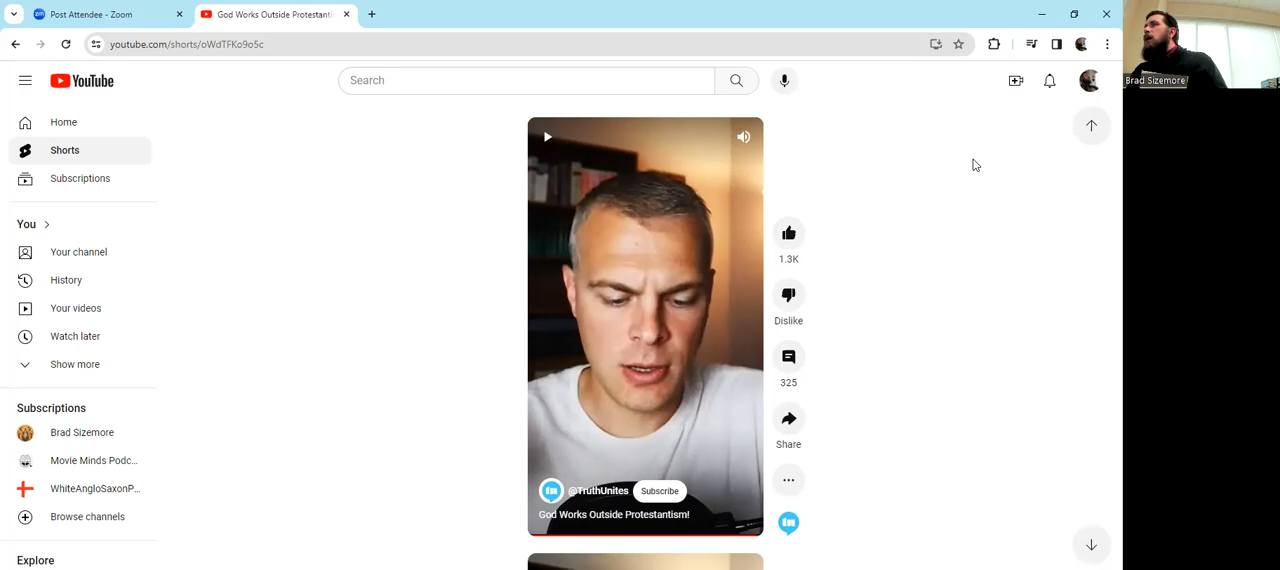 Post Attendee - Zoom
God Works Outside Protestanti
youtube.com/shorts/oWdTFKo9o5c
YouTube
Search
Brad Sizemore
Home
Shorts
Subscriptions
You
Your channel
History
Your videos
Watch later
Show more
Subscriptions
Brad Sizemore
Movie Minds Podc...
WhiteAngloSaxonP...
Browse channels
Explore
1.3K
Dislike
325
Share
@TruthUnites
Subscribe
God Works Outside Protestantism!